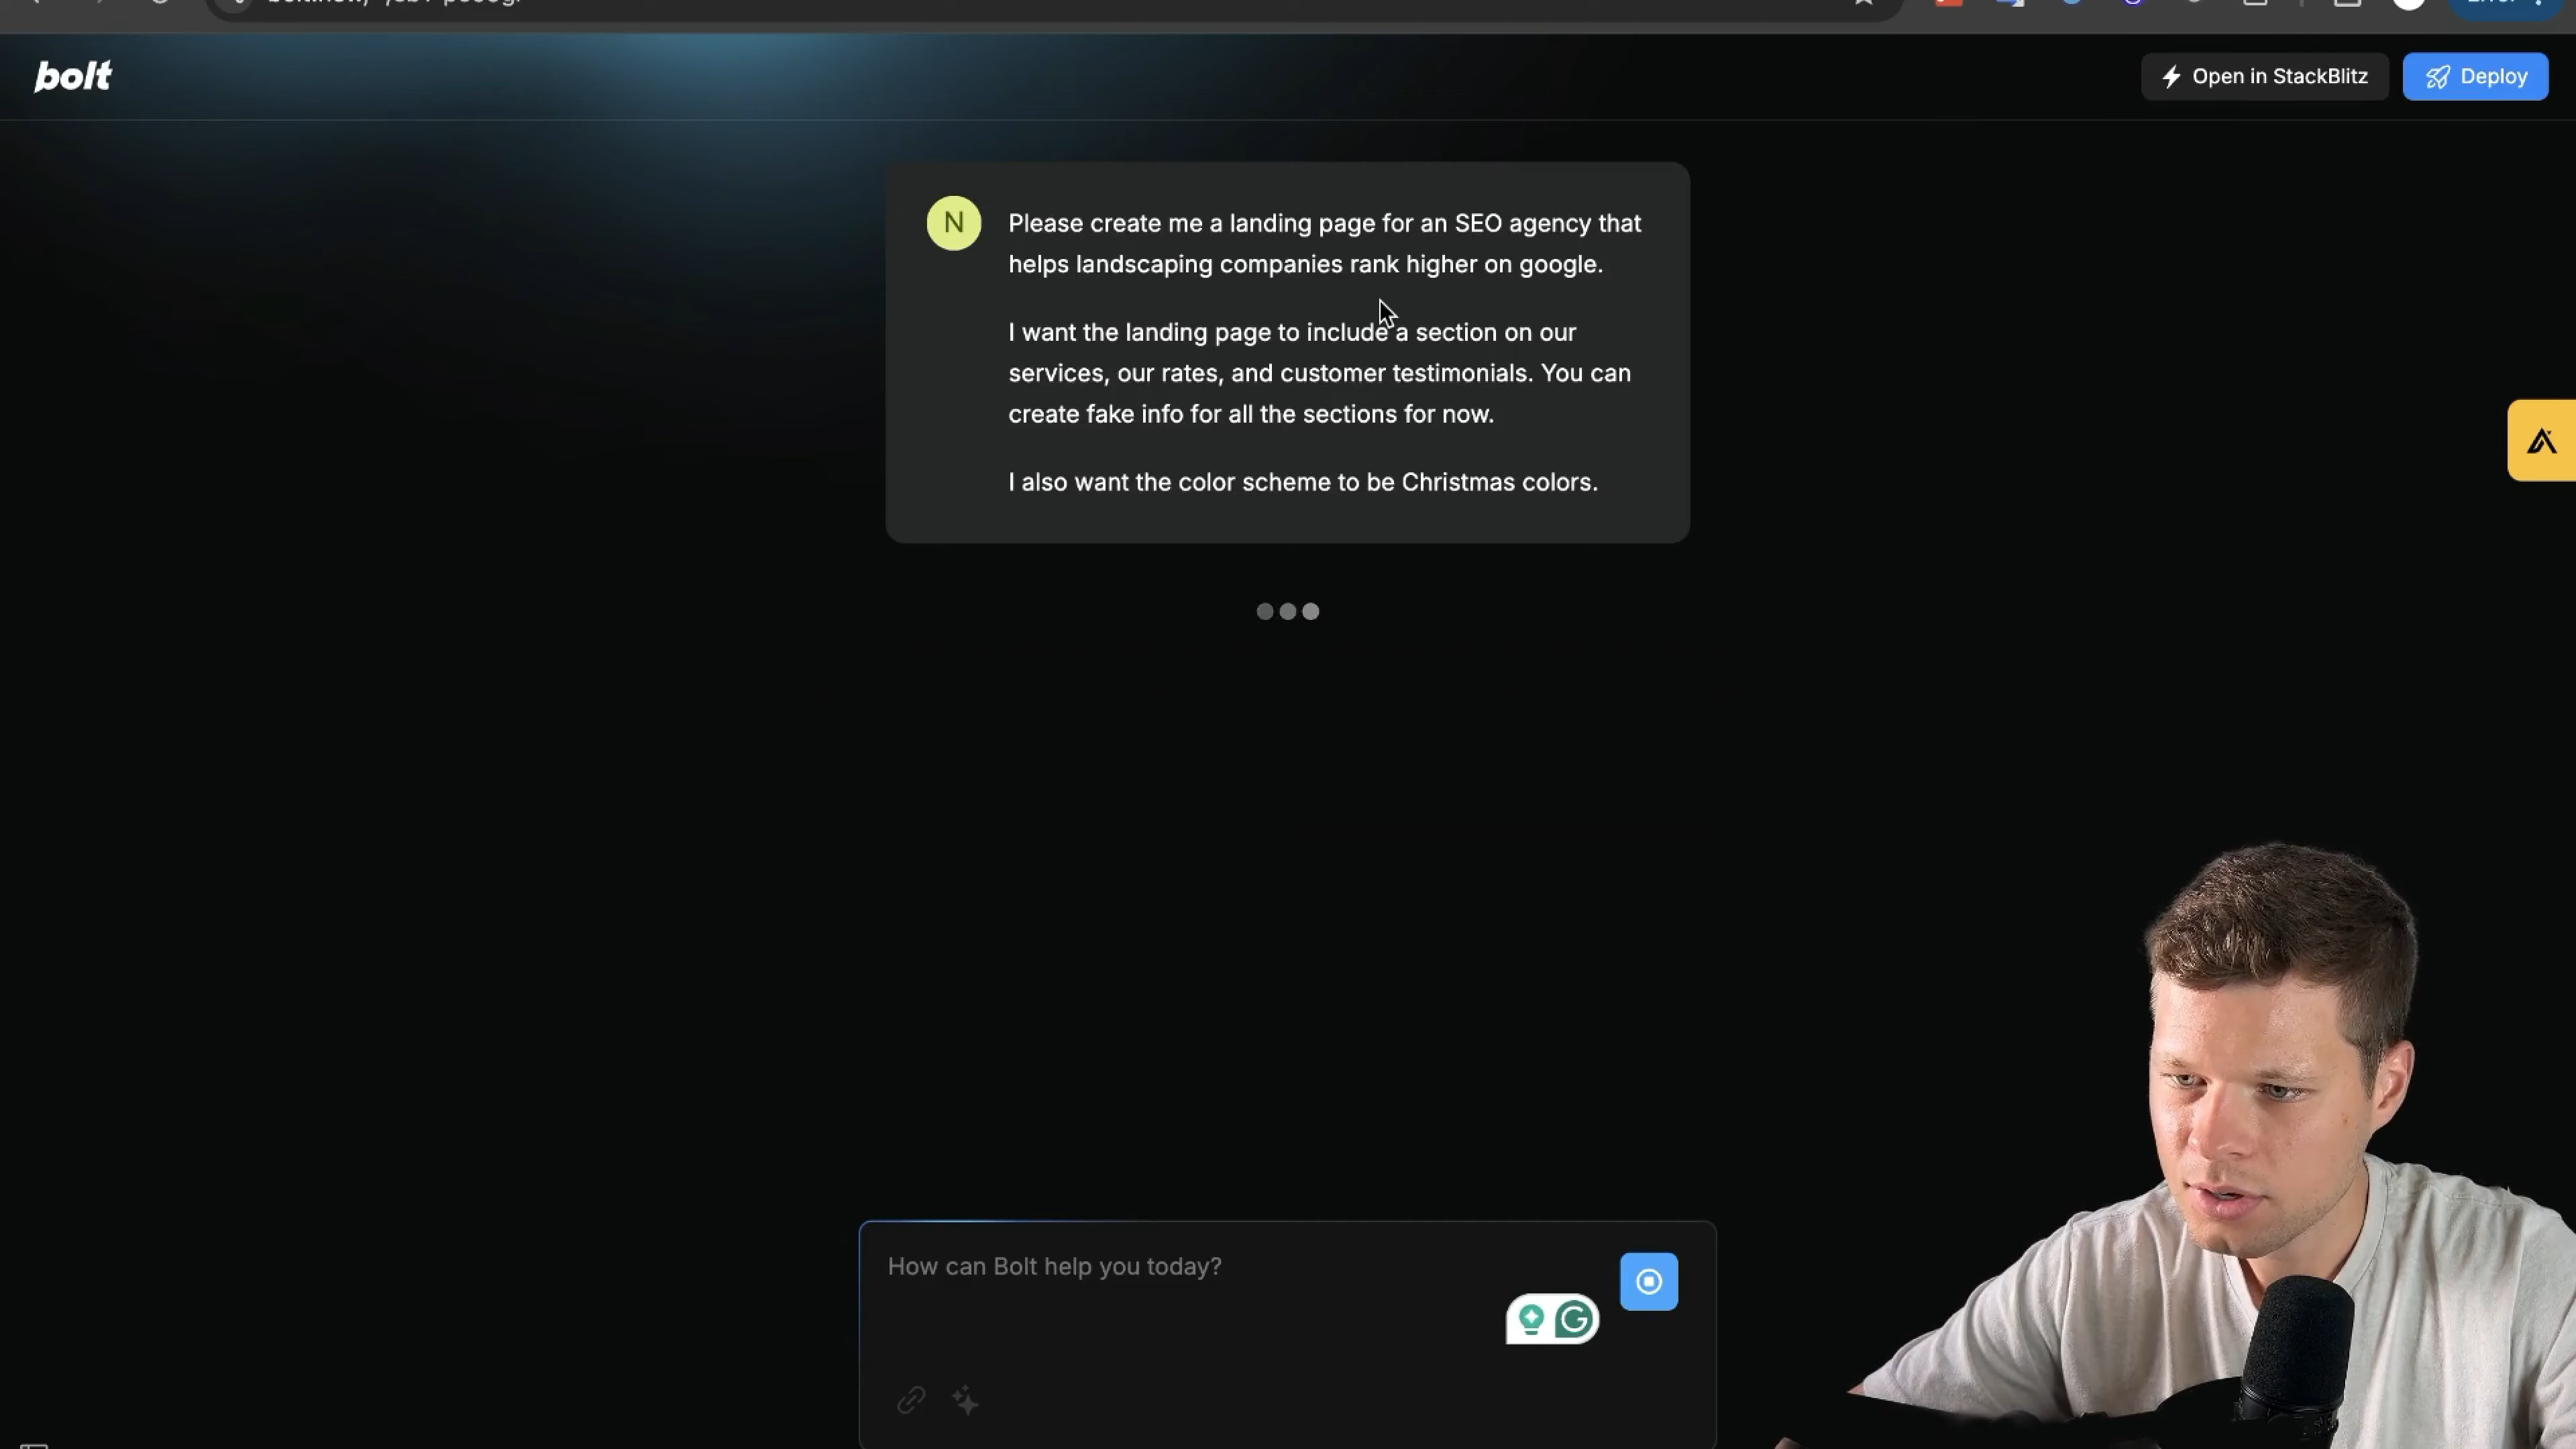 bolt
Open in StackBlitz
Deploy
N
Please create me a landing page for an SEO agency that
helps landscaping companies rank higher on google.
I want the landing page to include a section on our
services, our rates, and customer testimonials. You can
create fake info for all the sections for now.
I also want the color scheme to be Christmas colors.
How can Bolt help you today?